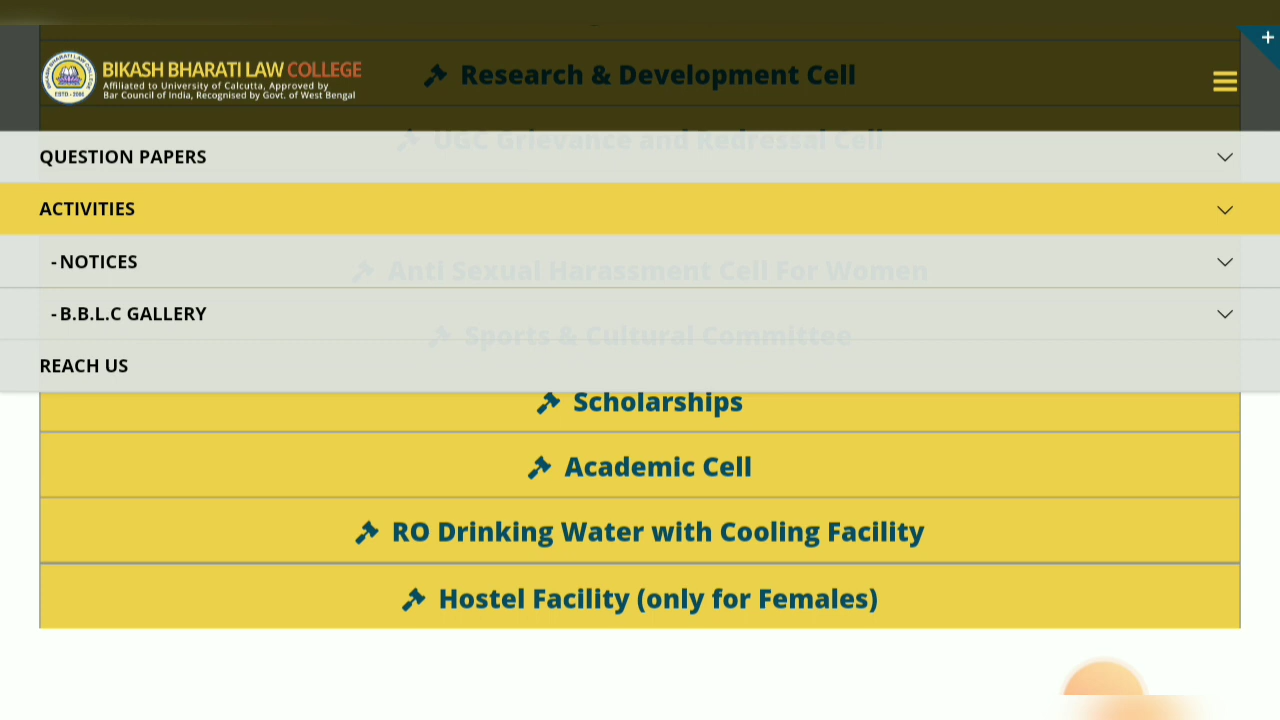 BIKASH BHARATI LAW COLLEGE
Affiliated to University of Calcutta, Approved by
Bar Council of India, Recognised by Govt. of West Bengal
Research & Development Cell
UGC Grievance and Redressal Cell
QUESTION PAPERS
ACTIVITIES
- NOTICES
Anti Sexual Harassment Cell For Women
- B.B.L.C GALLERY
Sports & Cultural Committee
REACH US
Scholarships
Academic Cell
RO Drinking Water with Cooling Facility
Hostel Facility (only for Females)